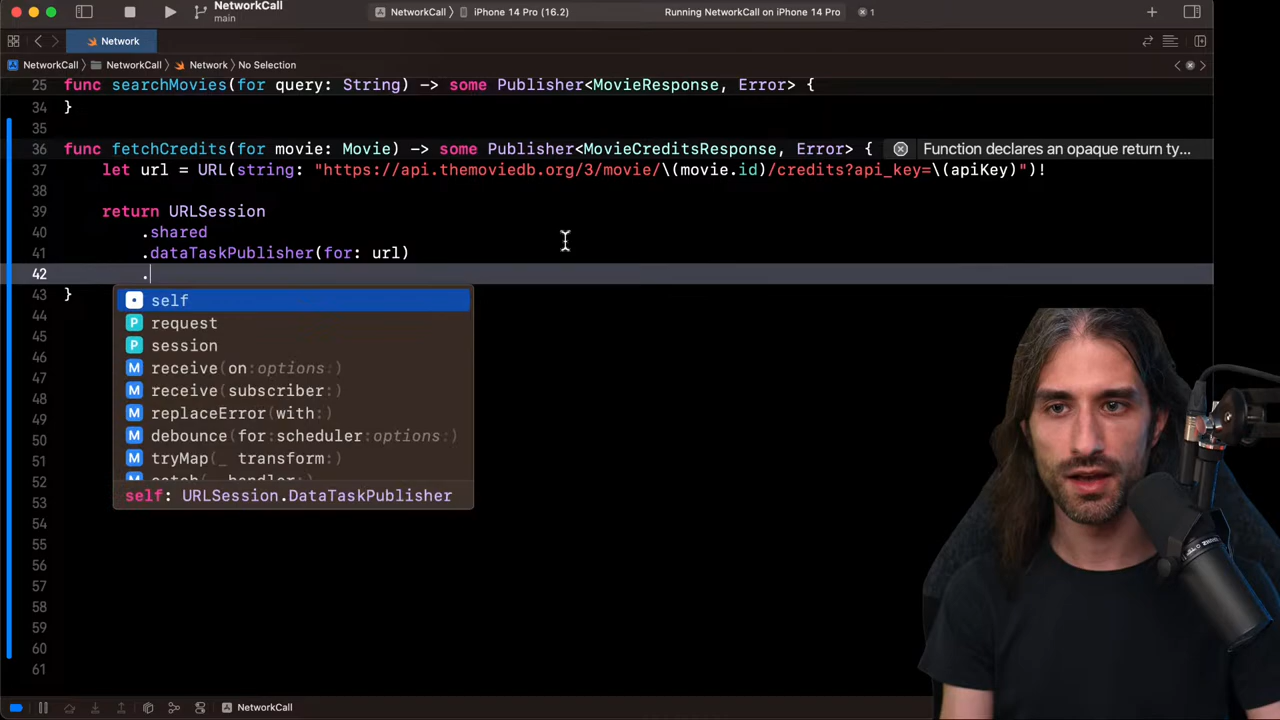 NetworkCall
main
NetworkCall
iPhone 14 Pro (16.2)
Running NetworkCall on iPhone 14 Pro
1
Network
NetworkCall
NetworkCall
Network
No Selection
25 func searchMovies(for query: String) -> some Publisher<MovieResponse, Error> {
34 }
35
36 func fetchCredits(for movie: Movie) -> some Publisher<MovieCreditsResponse, Error> { Function declares an opaque return ty...
37 let url = URL(string: "https://api.themoviedb.org/3/movie/\(movie.id)/credits?api_key=\(apiKey)")!
38
39 return URLSession
40 .shared
41 .dataTaskPublisher(for: url)
42 .
43 }
44 self
45 request
46 session
47 receive(on:options:)
48 receive(subscriber:)
49 replaceError(with:)
50 debounce(for:scheduler:options:)
51 tryMap(_ transform:)
52
53 self: URLSession.DataTaskPublisher
54
55
56
57
58
59
60
61
NetworkCall